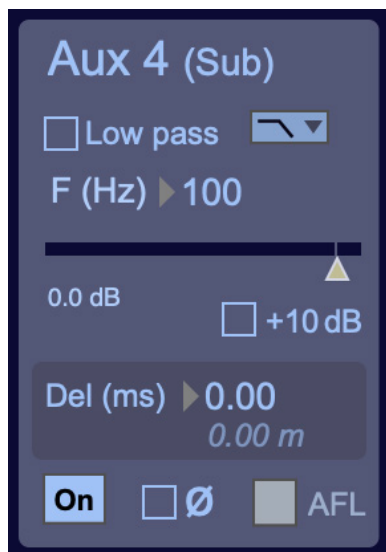 Aux 4 (Sub)
Low pass
F (Hz) 100
0.0 dB
+10 dB
Del (ms) 0.00
0.00 m
On Ø AFL